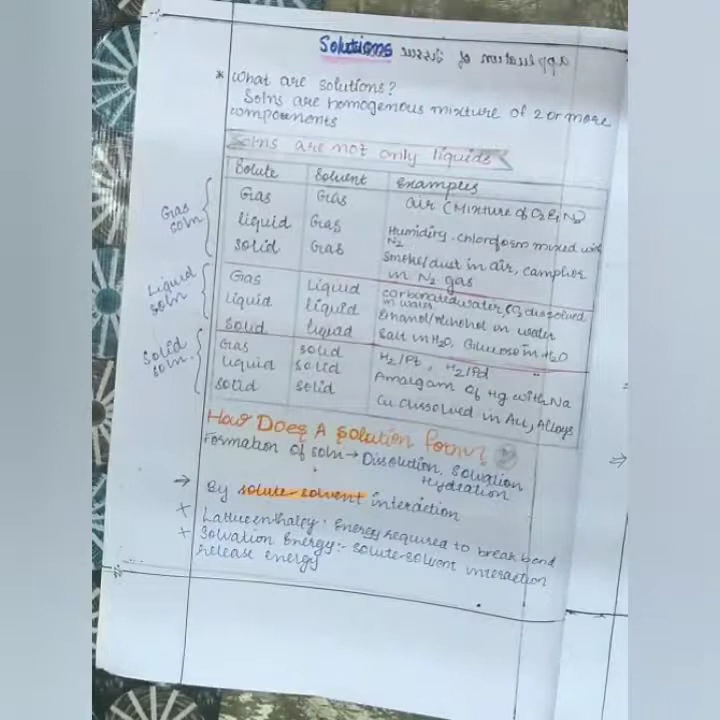 Solutions
* What are solutions?
Solns are homogenous mixture of 2 or more
components
Solns are not only liquids
Solute Solvent Examples
Gas soln
Gas Gas air (Mixture of O2 & N2)
liquid Gas Humidity, chloroform mixed with N2
solid Gas smoke/dust in air, camphor in N2 gas
Liquid soln
Gas Liquid carbonated water CO2 dissolved in water
liquid liquid Ethanol/Methanol in water
Solid liquid Salt in H2O, Glucose in H2O
Solid soln.
Gas solid H2/Pt, H2/Pd
liquid solid Amalgam of Hg with Na
solid solid Cu dissolved in Au, Alloys
How Does A Solution Form?
Formation of soln → Dissolution, Solvation
Hydration
→ By solute-solvent interaction
+ Lattice enthalpy: Energy required to break bond
+ Solvation Energy:- solute-solvent interaction
release energy